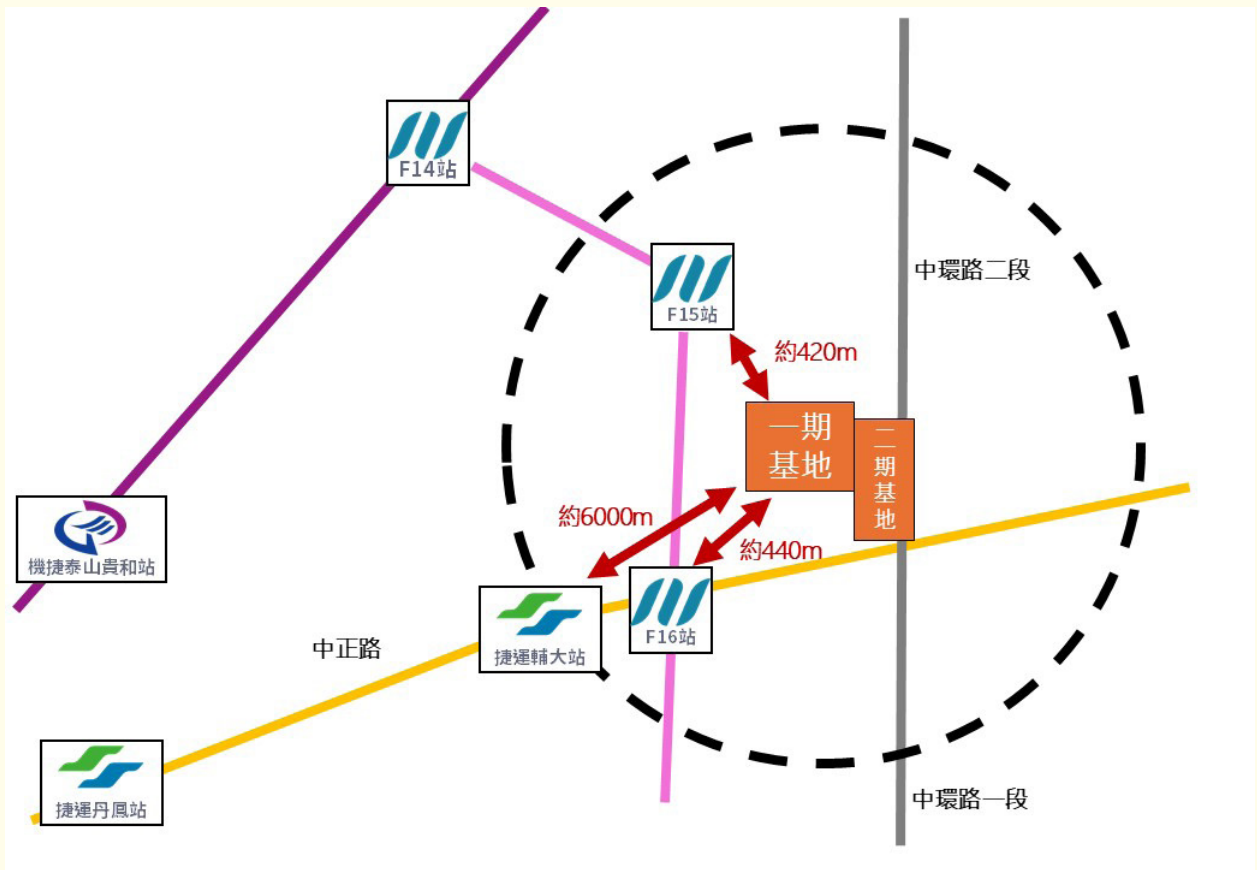 F14站
F15站
中環路二段
約420m
一期
基地
二
期
基
地
約6000m
約440m
機捷泰山貴和站
F16站
捷運輔大站
中正路
捷運丹鳳站
中環路一段